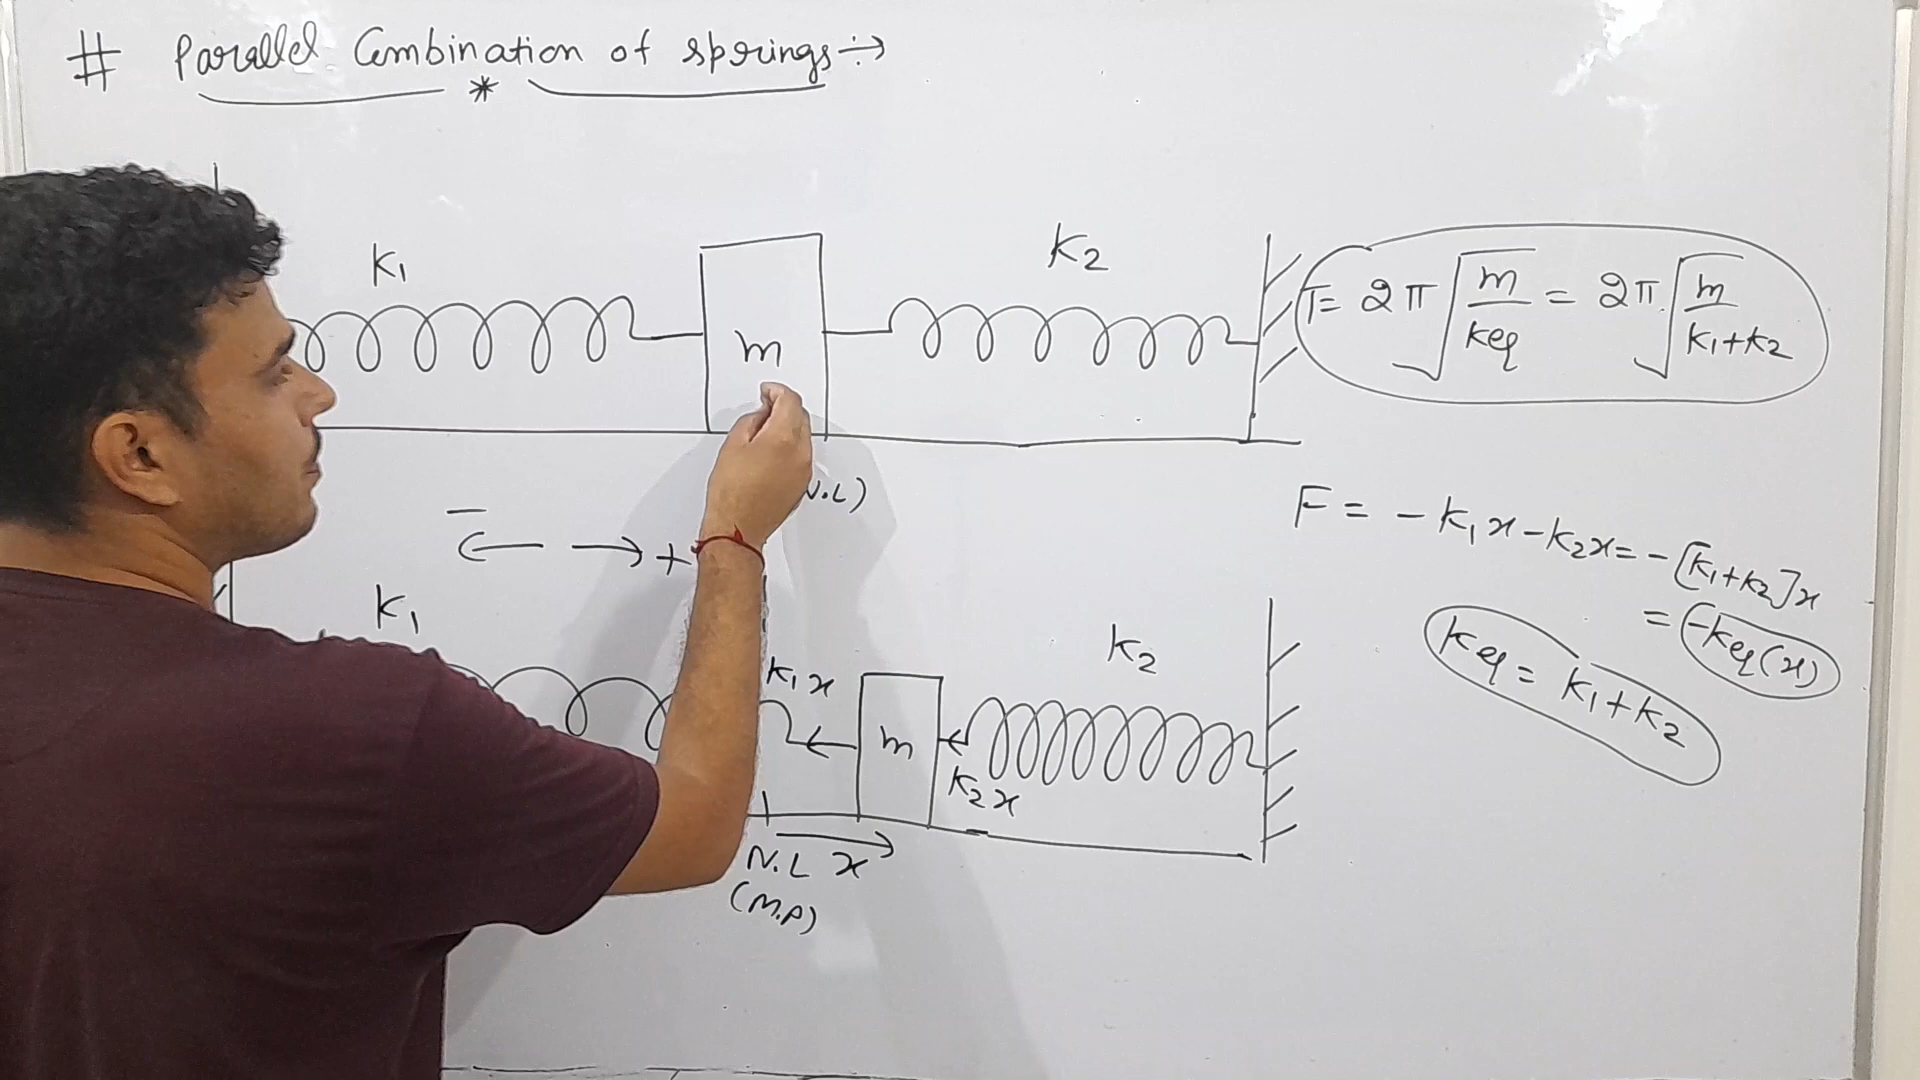 # Parallel Combination of springs ÷→
*
K₁
m
K₂
T = 2π √(m/keq) = 2π √(m/(k₁+k₂))
N.L)
− ← → +
F = −k₁x − k₂x = −[k₁+k₂]x
= −keq(x)
keq = k₁+k₂
K₁
k₁x
m
k₂x
K₂
N.L x
(M.P)